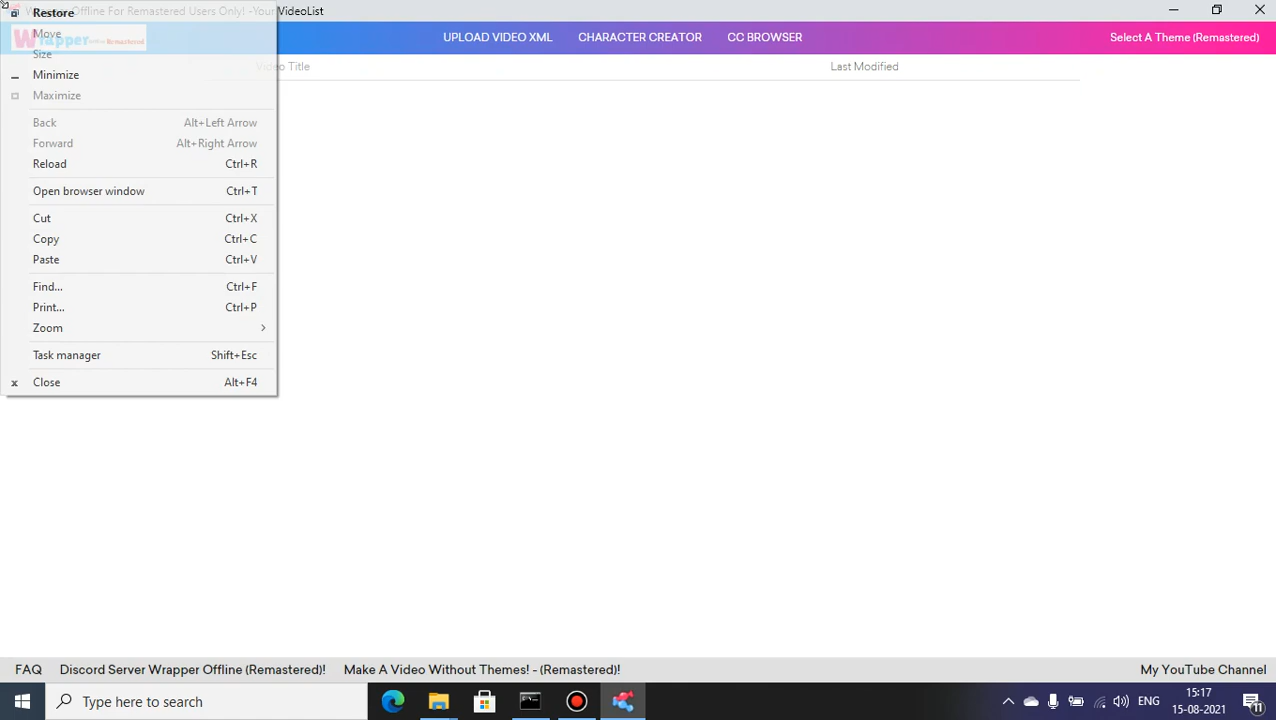 Wrapper Offline For Remastered Users Only! -Your VideoList
Restore
Move
Size
Minimize
Maximize
Back Alt+Left Arrow
Forward Alt+Right Arrow
Reload Ctrl+R
Open browser window Ctrl+T
Cut Ctrl+X
Copy Ctrl+C
Paste Ctrl+V
Find... Ctrl+F
Print... Ctrl+P
Zoom
Task manager Shift+Esc
Close Alt+F4
Wrapper Remastered
UPLOAD VIDEO XML CHARACTER CREATOR CC BROWSER Select A Theme (Remastered)
Video Title Last Modified
FAQ Discord Server Wrapper Offline (Remastered)! Make A Video Without Themes! - (Remastered)! My YouTube Channel
Type here to search
ENG
15:17
15-08-2021
11